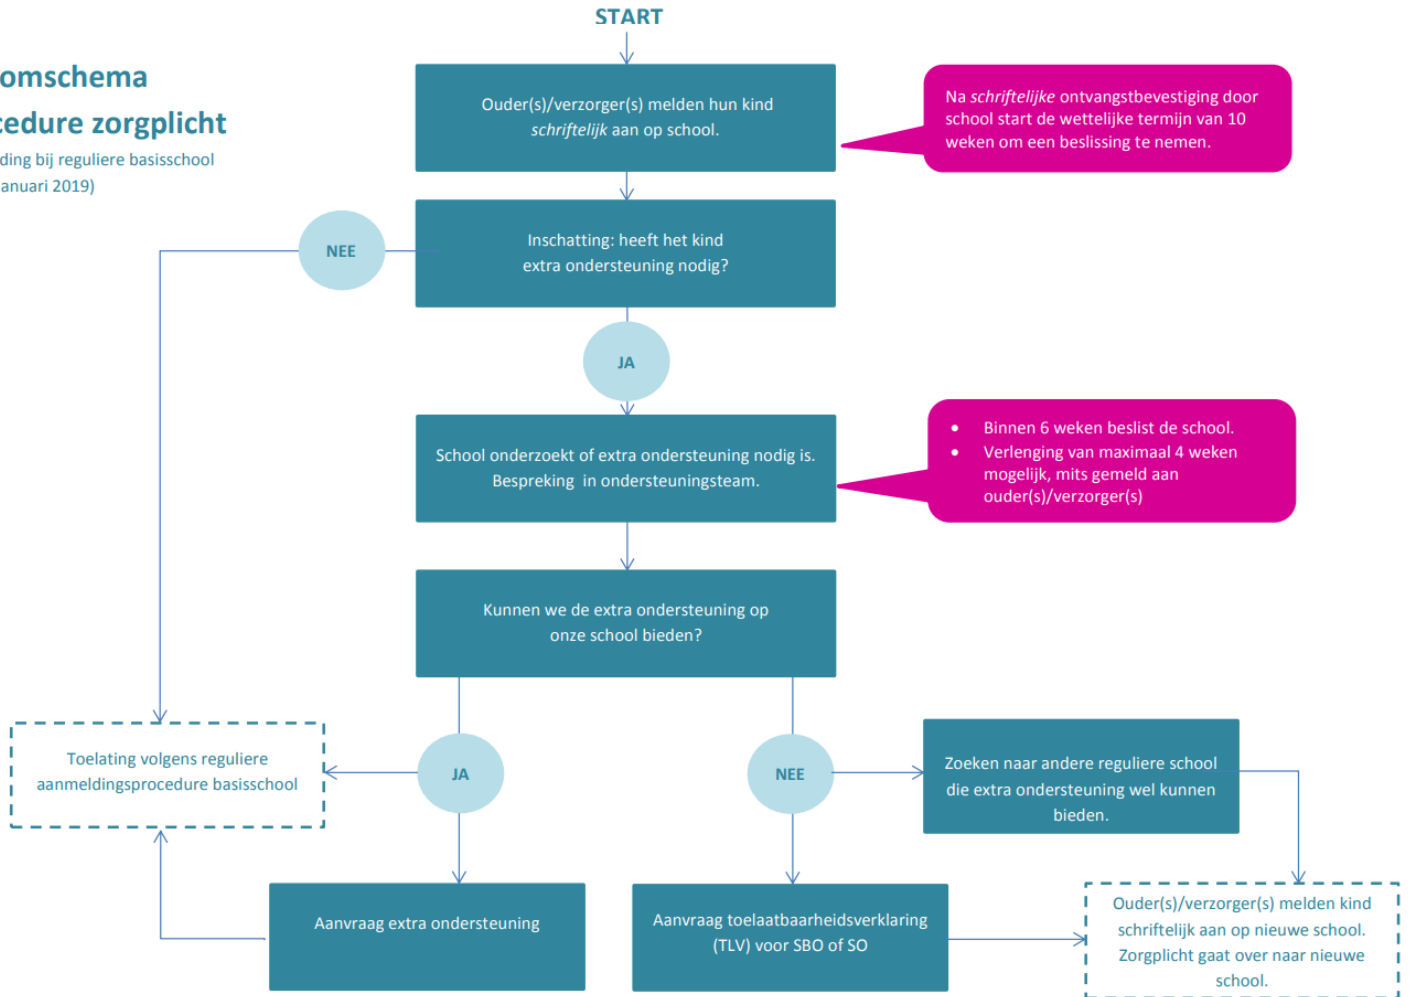 START
omschema
cedure zorgplicht
ding bij reguliere basisschool
anuari 2019)
Ouder(s)/verzorger(s) melden hun kind
schriftelijk aan op school.
Na schriftelijke ontvangstbevestiging door
school start de wettelijke termijn van 10
weken om een beslissing te nemen.
NEE
Inschatting: heeft het kind
extra ondersteuning nodig?
JA
School onderzoekt of extra ondersteuning nodig is.
Bespreking in ondersteuningsteam.
• Binnen 6 weken beslist de school.
• Verlenging van maximaal 4 weken
mogelijk, mits gemeld aan
ouder(s)/verzorger(s)
Kunnen we de extra ondersteuning op
onze school bieden?
Toelating volgens reguliere
aanmeldingsprocedure basisschool
JA
NEE
Zoeken naar andere reguliere school
die extra ondersteuning wel kunnen
bieden.
Aanvraag extra ondersteuning
Aanvraag toelaatbaarheidsverklaring
(TLV) voor SBO of SO
Ouder(s)/verzorger(s) melden kind
schriftelijk aan op nieuwe school.
Zorgplicht gaat over naar nieuwe
school.